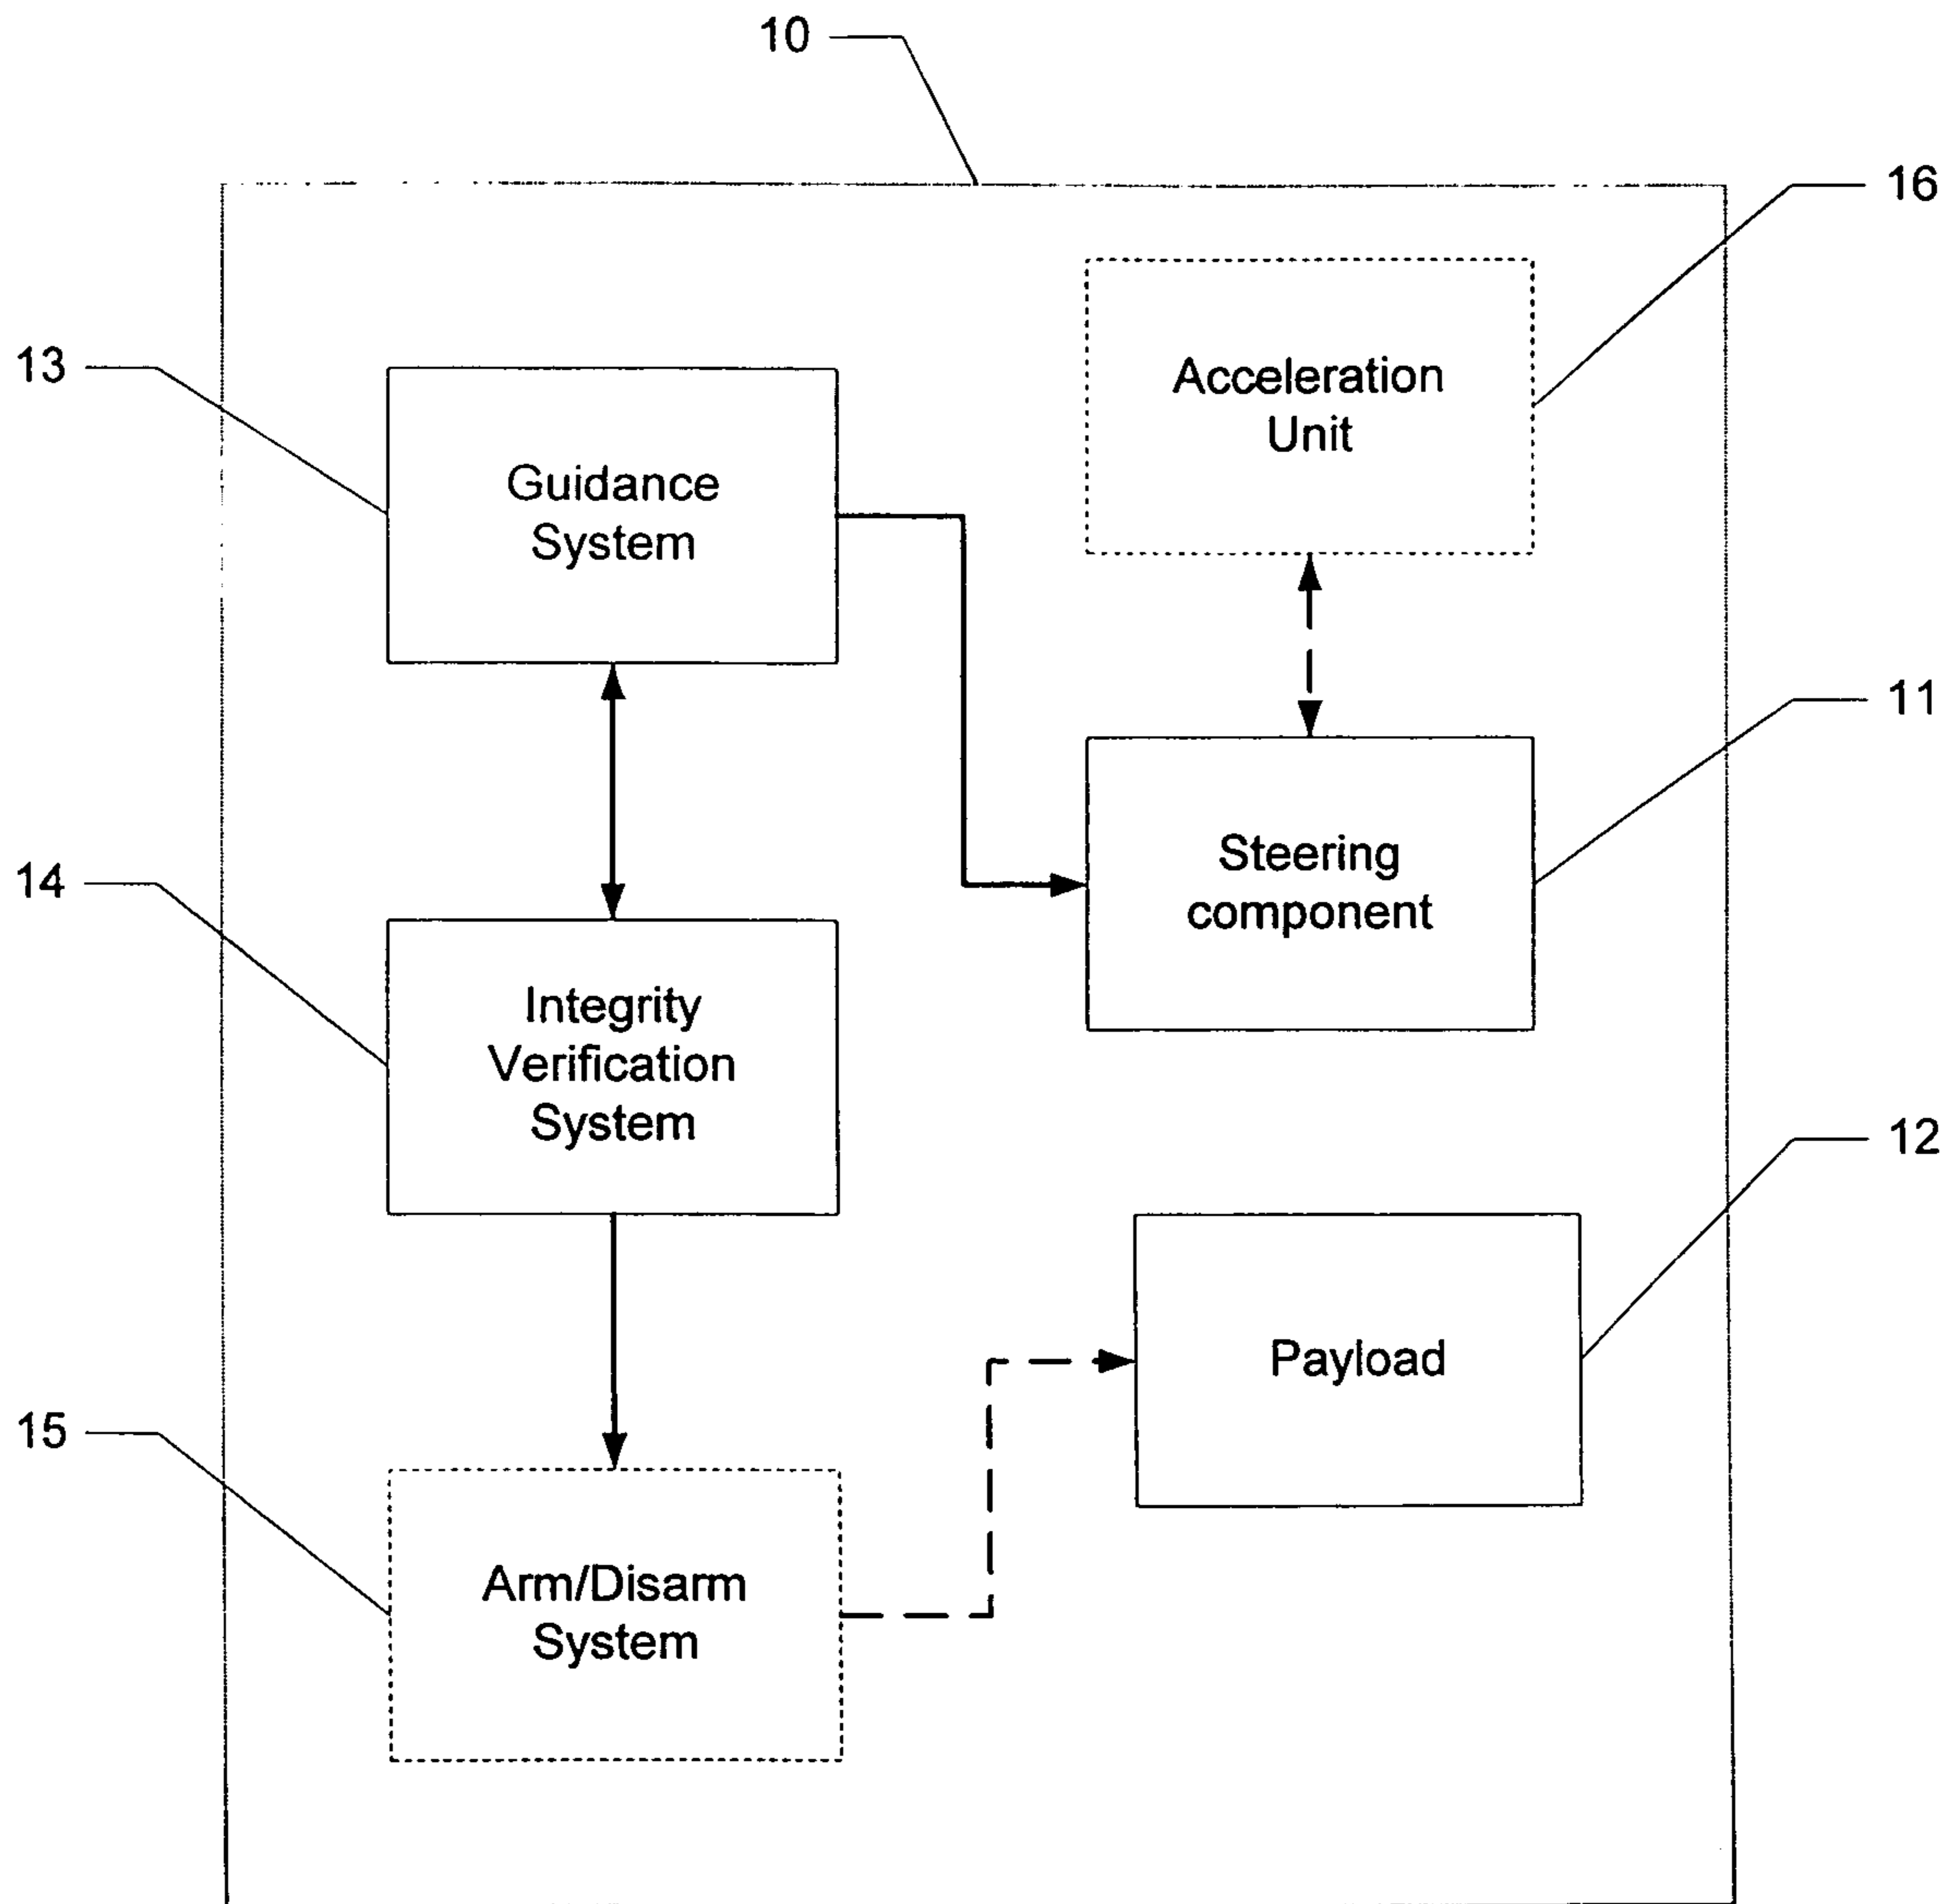 10
16
13
Acceleration
Unit
Guidance
System
11
14
Steering
component
Integrity
Verification
System
12
Payload
15
Arm/Disarm
System